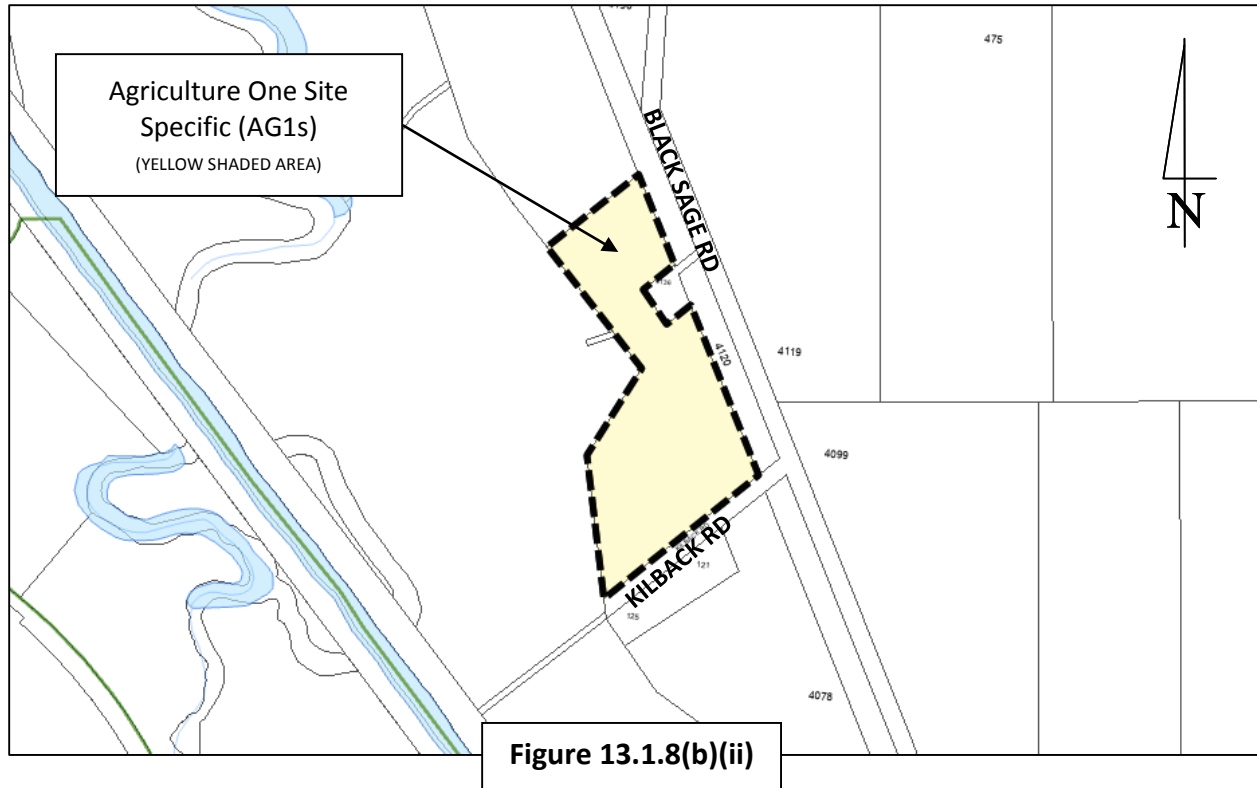 475
Agriculture One Site
Specific (AG1s)
(YELLOW SHADED AREA)
BLACK SAGE RD
N
4136
4120
4119
4099
KILBACK RD
121
125
4078
Figure 13.1.8(b)(ii)